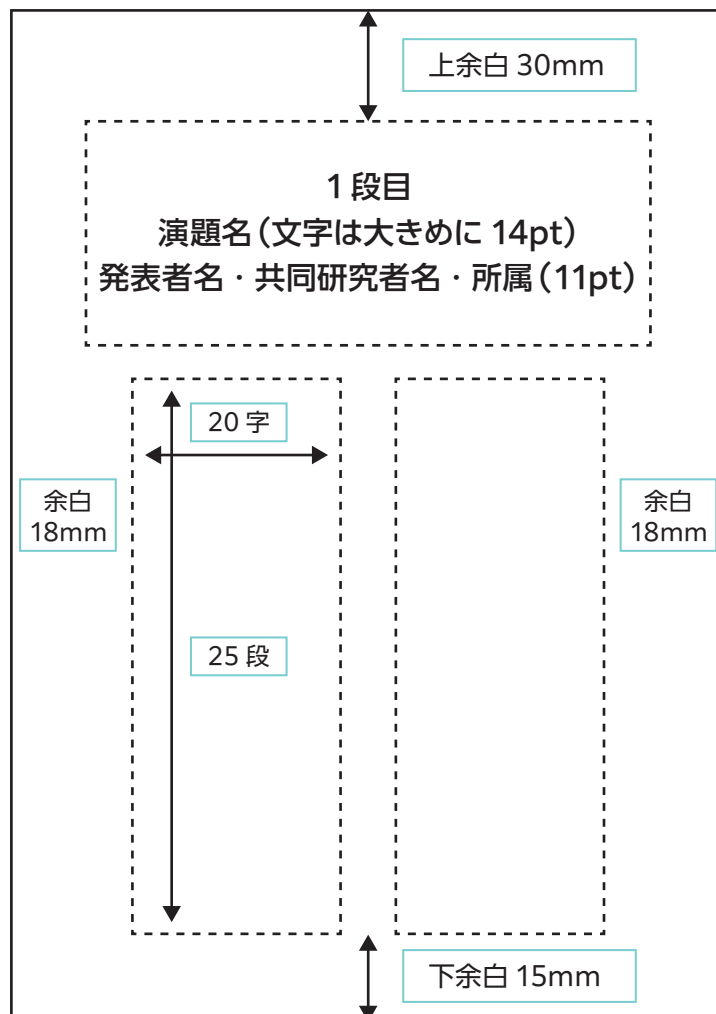 上余白 30mm
1 段目
演題名（文字は大きめに 14pt）
発表者名・共同研究者名・所属（11pt）
20 字
余白
18mm
余白
18mm
25 段
下余白 15mm